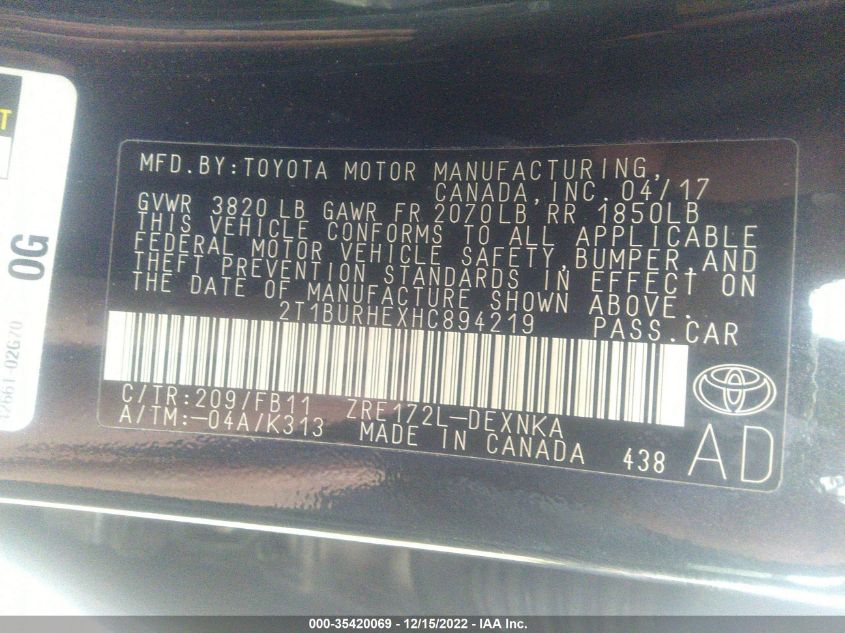 MFD.BY:TOYOTA MOTOR MANUFACTURING,
CANADA,INC. 04/17
GVWR 3820 LB GAWR FR 2070LB RR 1850LB
THIS VEHICLE CONFORMS TO ALL APPLICABLE
FEDERAL MOTOR VEHICLE SAFETY,BUMPER,AND
THEFT PREVENTION STANDARDS IN EFFECT ON
THE DATE OF MANUFACTURE SHOWN ABOVE.
2T1BURHEXHC894219 PASS.CAR
C/TR:209/FB11 ZRE172L-DEXNKA
A/TM:-04A/K313 MADE IN CANADA 438
AD
0G
42661-02G70
000-35420069 - 12/15/2022 - IAA Inc.